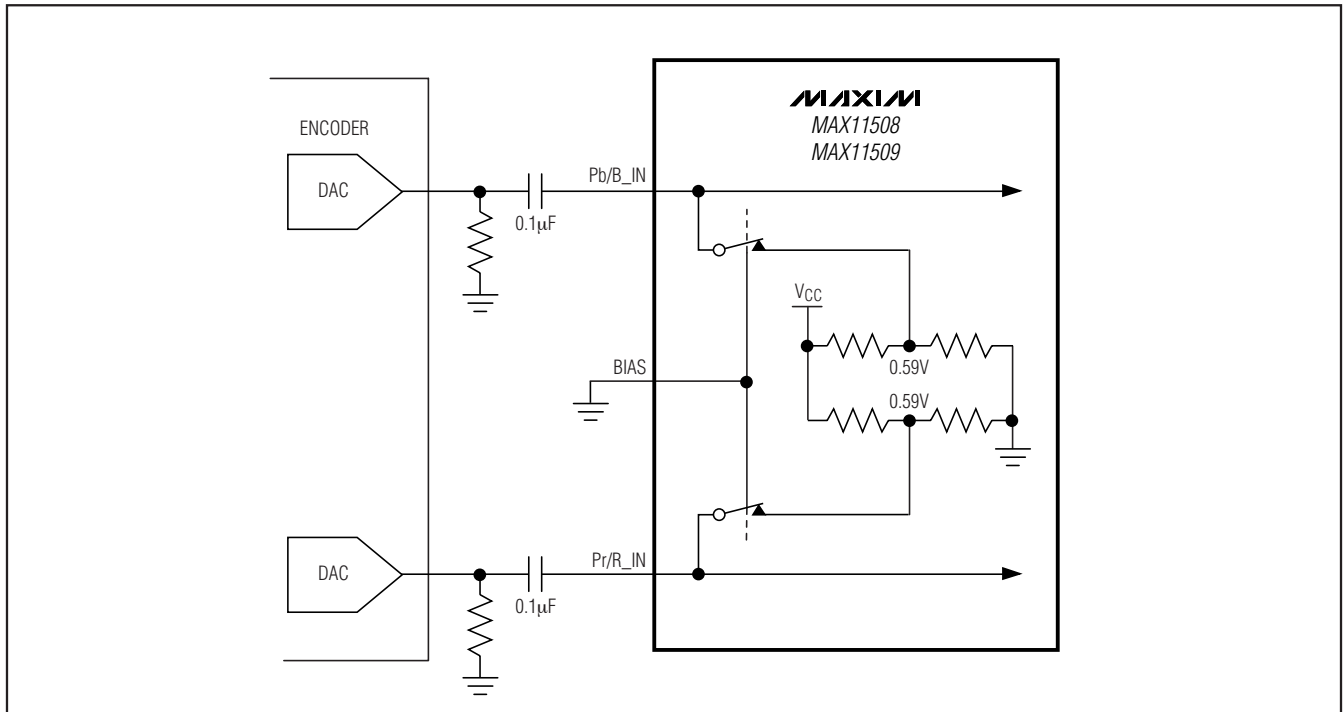 MAXIM
MAX11508
MAX11509
ENCODER
DAC
Pb/B_IN
0.1μF
VCC
0.59V
BIAS
0.59V
DAC
Pr/R_IN
0.1μF